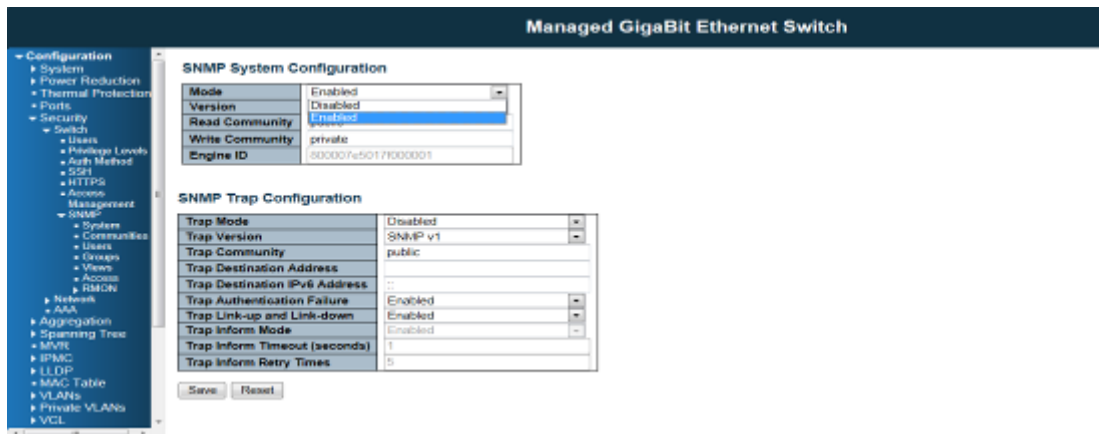 Managed GigaBit Ethernet Switch
Configuration
System
Power Reduction
Thermal Protection
Ports
Security
Switch
Users
Privilege Levels
Auth Method
SSH
HTTPS
Access
Management
SNMP
System
Communities
Users
Groups
Views
Access
RMON
Network
AAA
Aggregation
Spanning Tree
MVR
IPMC
LLDP
MAC Table
VLANs
Private VLANs
VCL
SNMP System Configuration
Mode Enabled
Version Disabled
Enabled
Read Community public
Write Community private
Engine ID 800007e5017f000001
SNMP Trap Configuration
Trap Mode Disabled
Trap Version SNMP v1
Trap Community public
Trap Destination Address
Trap Destination IPv6 Address ::
Trap Authentication Failure Enabled
Trap Link-up and Link-down Enabled
Trap Inform Mode Enabled
Trap Inform Timeout (seconds) 1
Trap Inform Retry Times 5
Save Reset